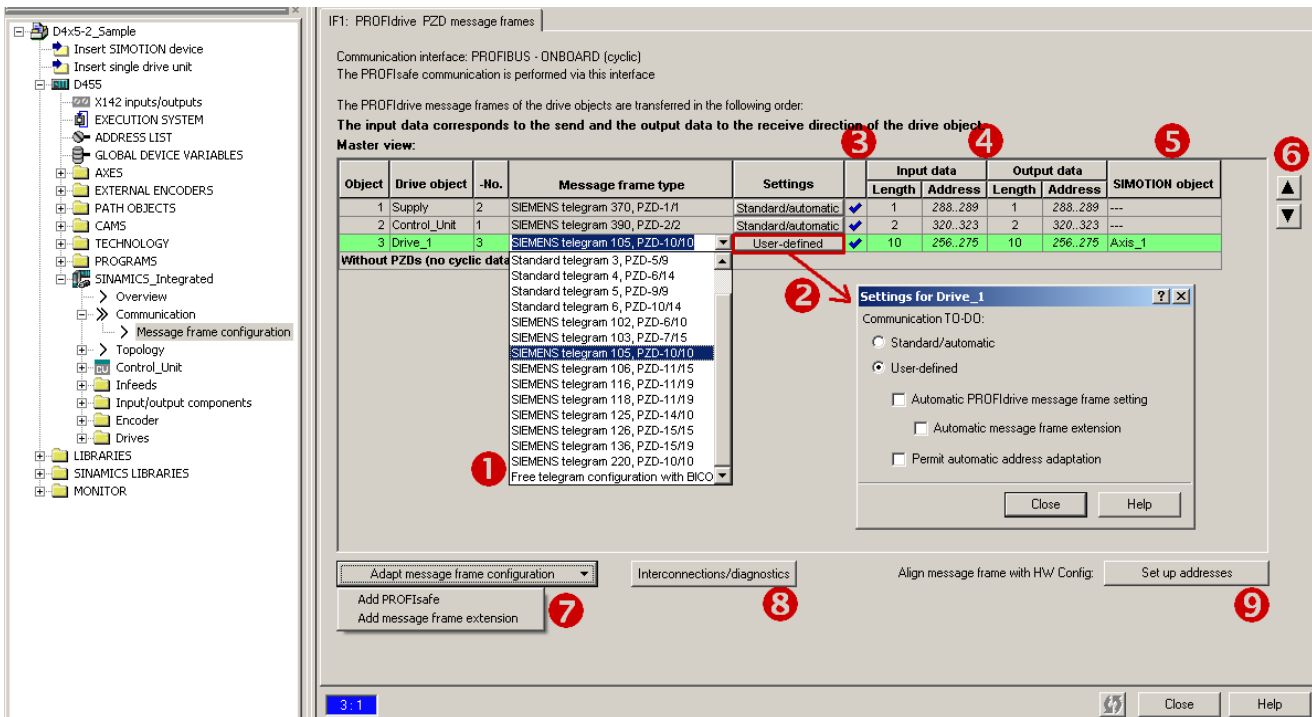 D4x5-2_Sample
Insert SIMOTION device
Insert single drive unit
D455
X142 inputs/outputs
EXECUTION SYSTEM
ADDRESS LIST
GLOBAL DEVICE VARIABLES
AXES
EXTERNAL ENCODERS
PATH OBJECTS
CAMS
TECHNOLOGY
PROGRAMS
SINAMICS_Integrated
Overview
Communication
Message frame configuration
Topology
Control_Unit
Infeeds
Input/output components
Encoder
Drives
LIBRARIES
SINAMICS LIBRARIES
MONITOR
IF1: PROFIdrive PZD message frames
Communication interface: PROFIBUS - ONBOARD (cyclic)
The PROFIsafe communication is performed via this interface
The PROFIdrive message frames of the drive objects are transferred in the following order:
The input data corresponds to the send and the output data to the receive direction of the drive object
Master view:
3 4 5 6
Object Drive object -No. Message frame type Settings Input data Output data SIMOTION object
Length Address Length Address
1 Supply 2 SIEMENS telegram 370, PZD-1/1 Standard/automatic 1 288..289 1 288..289 ---
2 Control_Unit 1 SIEMENS telegram 390, PZD-2/2 Standard/automatic 2 320..323 2 320..323 ---
3 Drive_1 3 SIEMENS telegram 105, PZD-10/10 User-defined 10 256..275 10 256..275 Axis_1
Without PZDs (no cyclic data
Standard telegram 3, PZD-5/9
Standard telegram 4, PZD-6/14
Standard telegram 5, PZD-9/9
Standard telegram 6, PZD-10/14
SIEMENS telegram 102, PZD-6/10
SIEMENS telegram 103, PZD-7/15
SIEMENS telegram 105, PZD-10/10
SIEMENS telegram 106, PZD-11/15
SIEMENS telegram 116, PZD-11/19
SIEMENS telegram 118, PZD-11/19
SIEMENS telegram 125, PZD-14/10
SIEMENS telegram 126, PZD-15/15
SIEMENS telegram 136, PZD-15/19
SIEMENS telegram 220, PZD-10/10
Free telegram configuration with BICO
1
2
Settings for Drive_1
Communication TO-DO:
Standard/automatic
User-defined
Automatic PROFIdrive message frame setting
Automatic message frame extension
Permit automatic address adaptation
Close Help
Adapt message frame configuration Interconnections/diagnostics Align message frame with HW Config: Set up addresses
Add PROFIsafe
Add message frame extension
7 8 9
3:1 Close Help